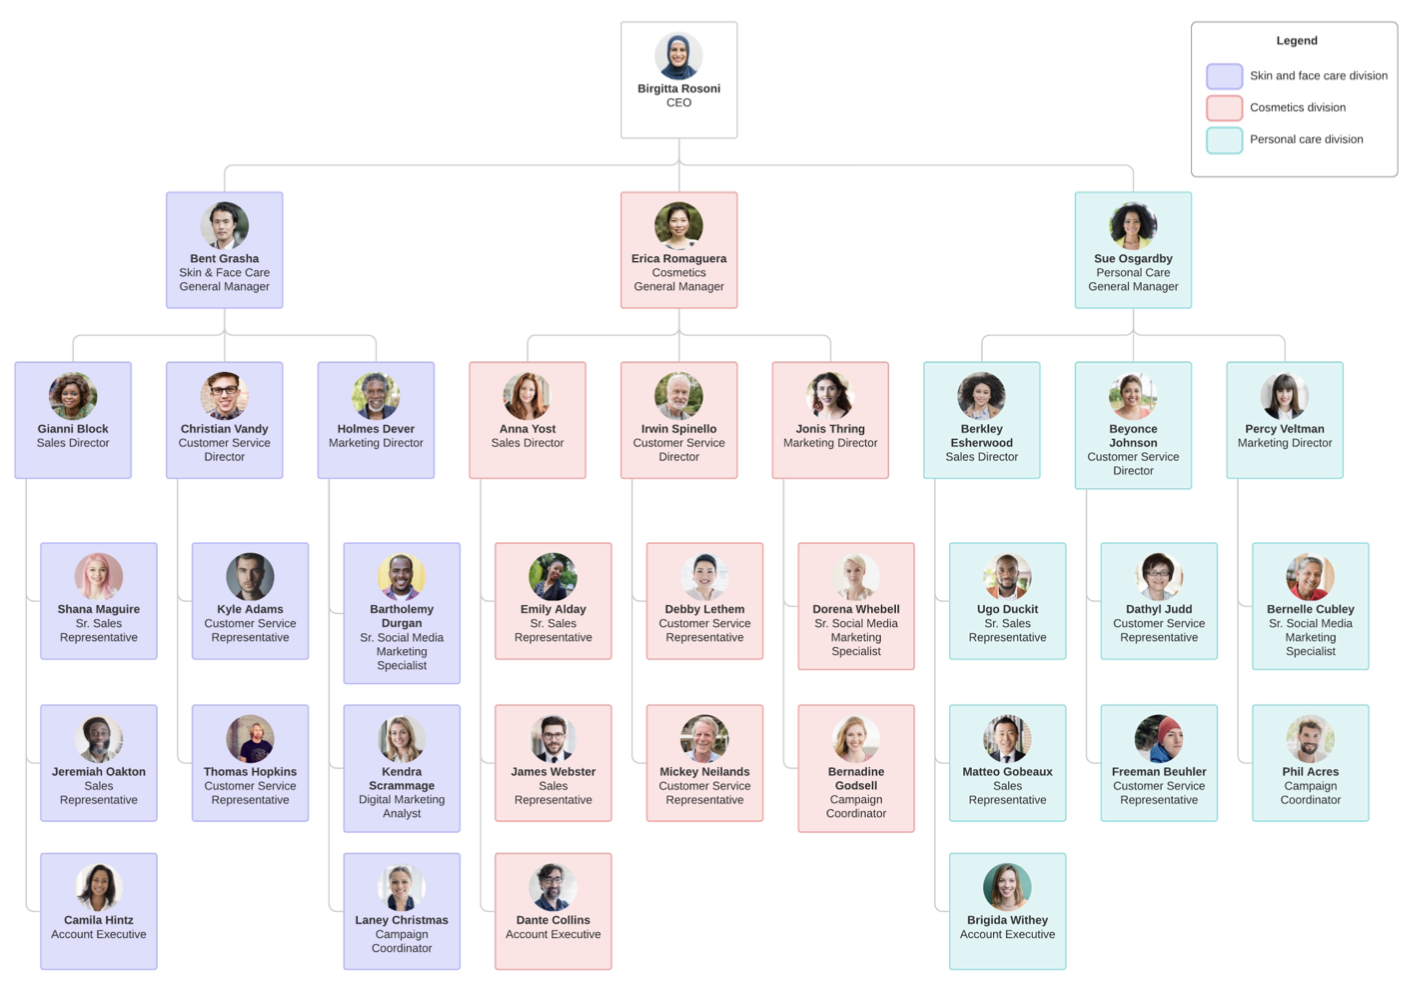 Birgitta Rosoni
CEO
Legend
Skin and face care division
Cosmetics division
Personal care division
Bent Grasha
Skin & Face Care
General Manager
Erica Romaguera
Cosmetics
General Manager
Sue Osgardby
Personal Care
General Manager
Gianni Block
Sales Director
Christian Vandy
Customer Service
Director
Holmes Dever
Marketing Director
Anna Yost
Sales Director
Irwin Spinello
Customer Service
Director
Jonis Thring
Marketing Director
Berkley
Esherwood
Sales Director
Beyonce
Johnson
Customer Service
Director
Percy Veltman
Marketing Director
Shana Maguire
Sr. Sales
Representative
Kyle Adams
Customer Service
Representative
Bartholemy
Durgan
Sr. Social Media
Marketing
Specialist
Emily Alday
Sr. Sales
Representative
Debby Lethem
Customer Service
Representative
Dorena Whebell
Sr. Social Media
Marketing
Specialist
Ugo Duckit
Sr. Sales
Representative
Dathyl Judd
Customer Service
Representative
Bernelle Cubley
Sr. Social Media
Marketing
Specialist
Jeremiah Oakton
Sales
Representative
Thomas Hopkins
Customer Service
Representative
Kendra
Scrammage
Digital Marketing
Analyst
James Webster
Sales
Representative
Mickey Neilands
Customer Service
Representative
Bernadine
Godsell
Campaign
Coordinator
Matteo Gobeaux
Sales
Representative
Freeman Beuhler
Customer Service
Representative
Phil Acres
Campaign
Coordinator
Camila Hintz
Account Executive
Laney Christmas
Campaign
Coordinator
Dante Collins
Account Executive
Brigida Withey
Account Executive